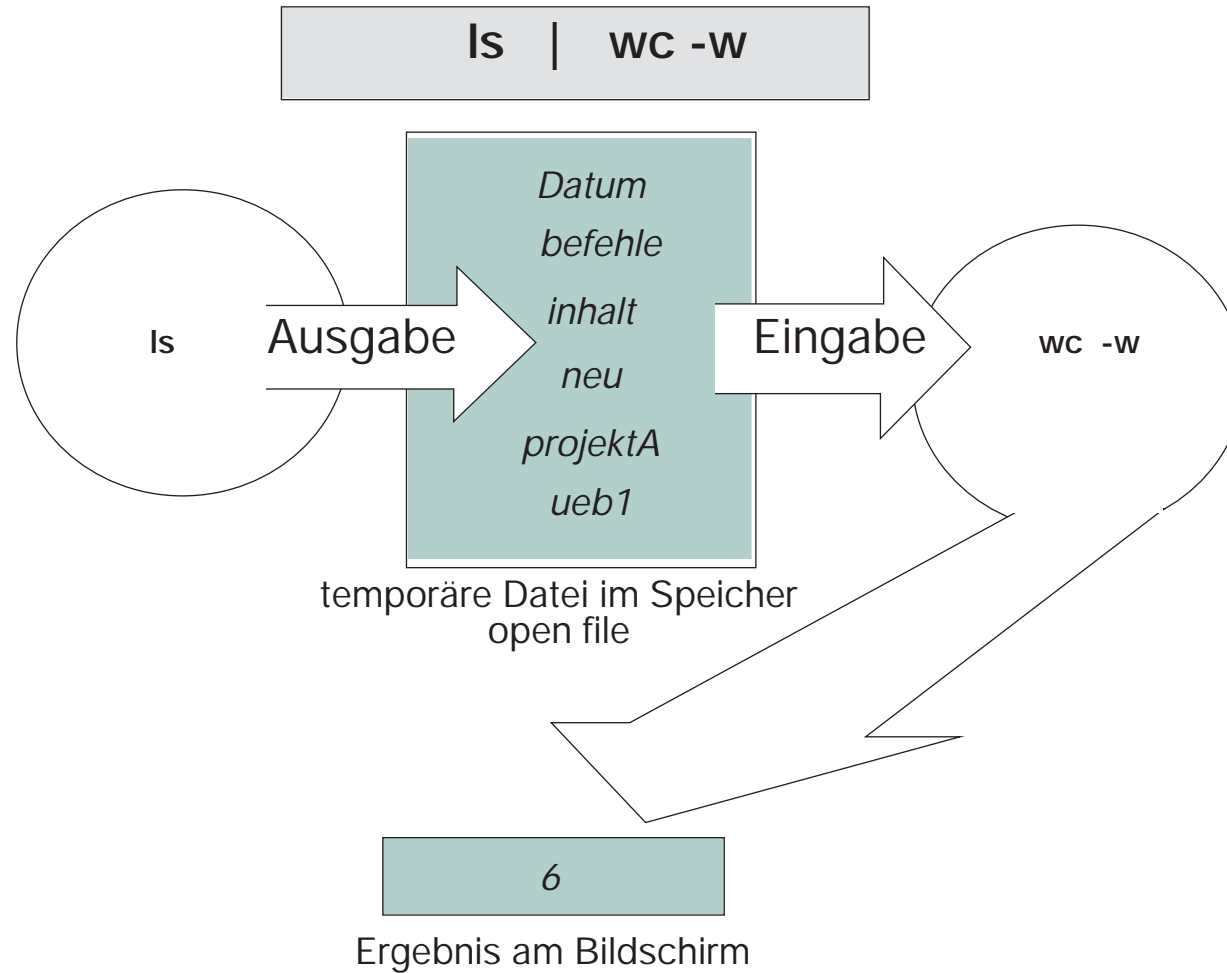 ls | wc -w
Datum
befehle
inhalt
neu
projektA
ueb1
ls
Ausgabe
Eingabe
wc -w
temporäre Datei im Speicher
open file
6
Ergebnis am Bildschirm